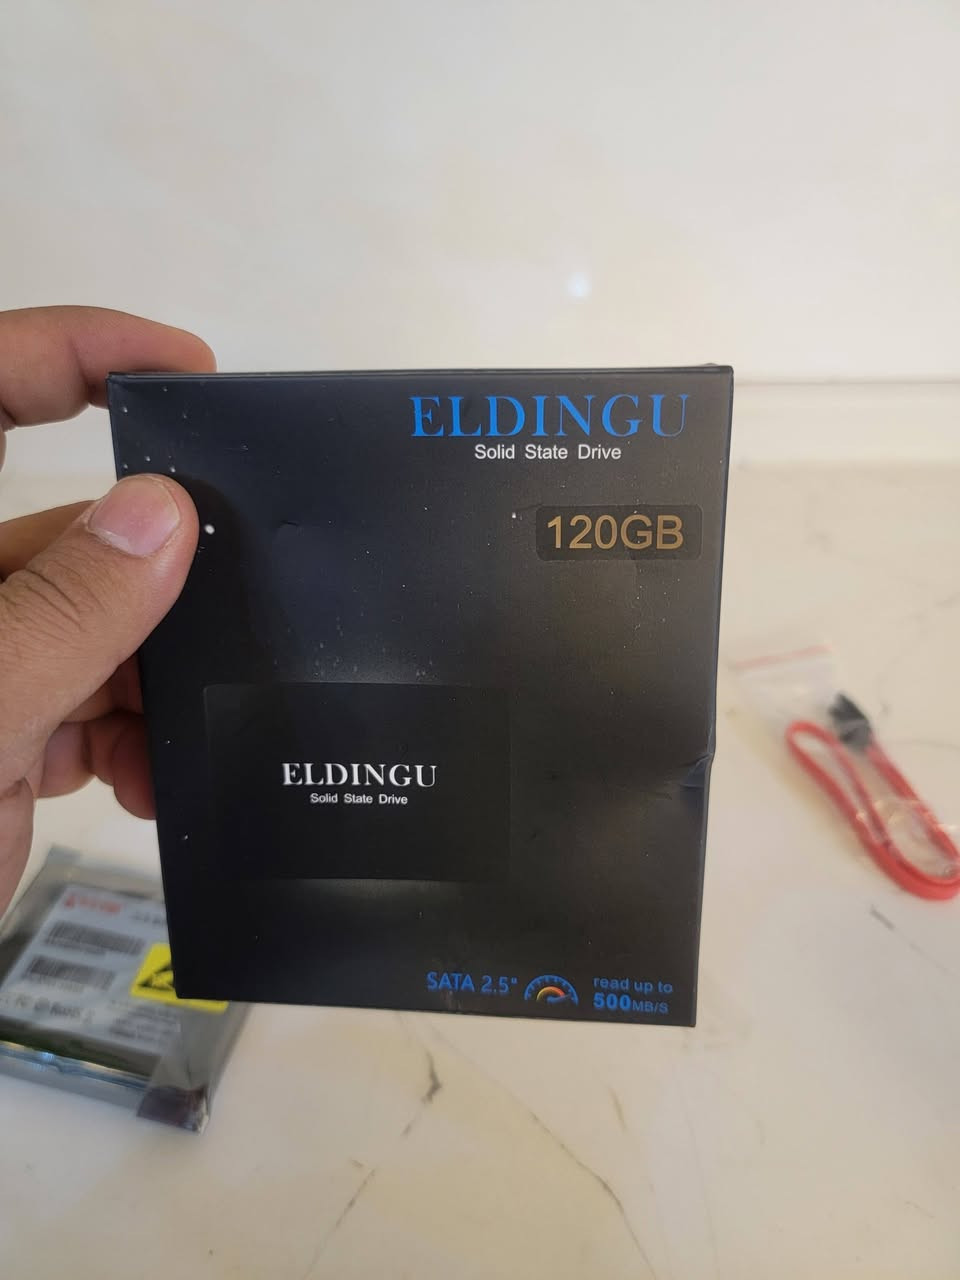 ELDINGU
Solid State Drive
120GB
ELDINGU
Solid State Drive
SATA 2.5"
read up to
500MB/S